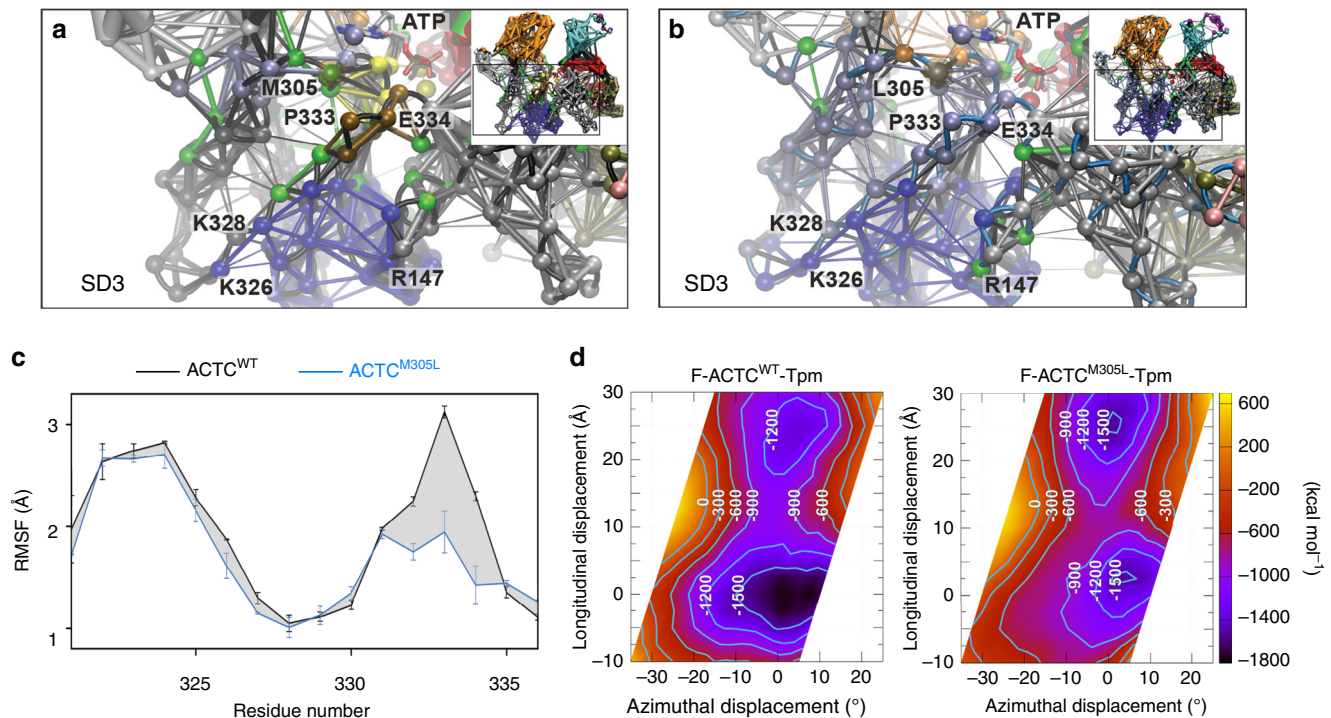 a
ATP
M305
P333
E334
K328
K326
R147
SD3
b
ATP
L305
P333
E334
K328
K326
R147
SD3
c
ACTC^WT
ACTC^M305L
RMSF (Å)
3
2
1
325
330
335
Residue number
d
F-ACTC^WT-Tpm
Longitudinal displacement (Å)
30
20
10
0
–10
-1200
0
-300
-600
-900
-900
-600
-1200
-1500
–30
–20
–10
0
10
20
Azimuthal displacement (°)
F-ACTC^M305L-Tpm
Longitudinal displacement (Å)
30
20
10
0
–10
-900
-1200
-1500
0
-300
-600
-600
-300
-900
-1200
-1500
–30
–20
–10
0
10
20
Azimuthal displacement (°)
600
200
–200
–600
–1000
–1400
–1800
(kcal mol⁻¹)